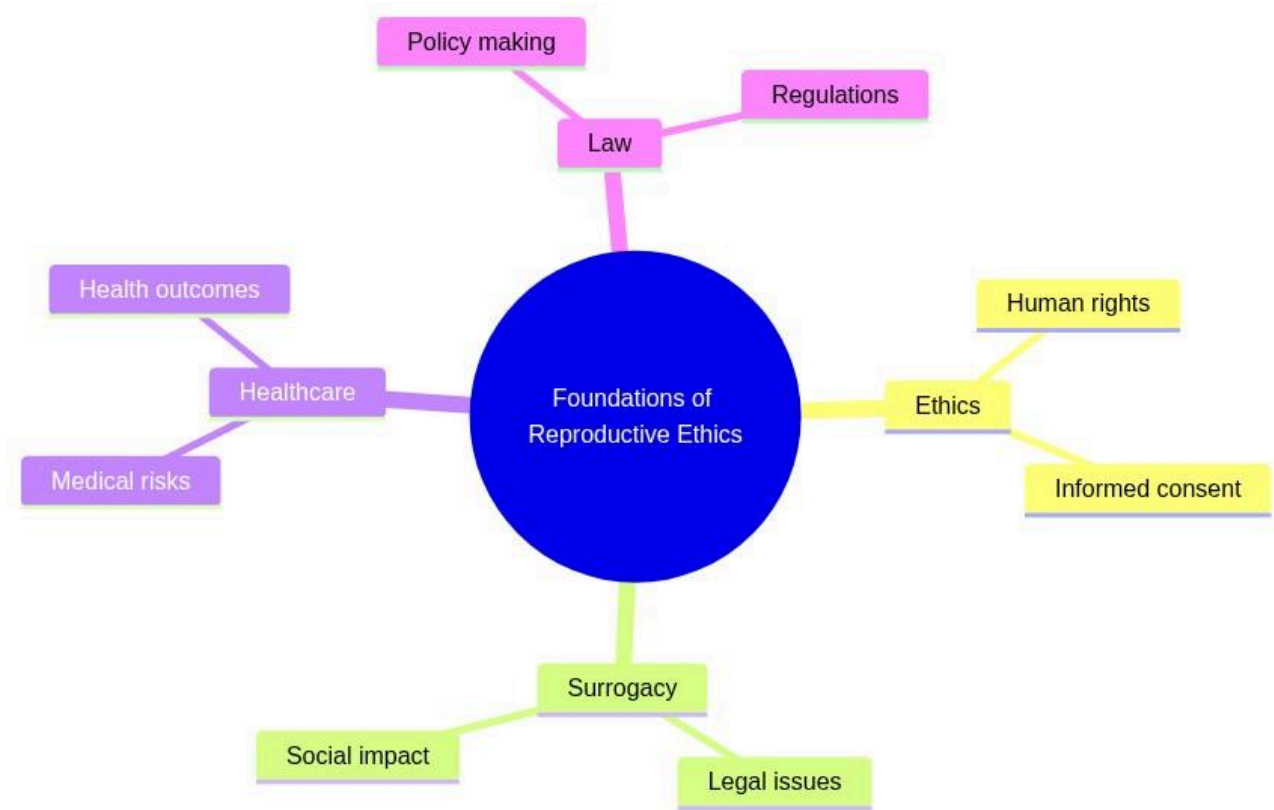 Policy making
Regulations
Law
Health outcomes
Human rights
Healthcare
Foundations of
Reproductive Ethics
Ethics
Medical risks
Informed consent
Surrogacy
Social impact
Legal issues